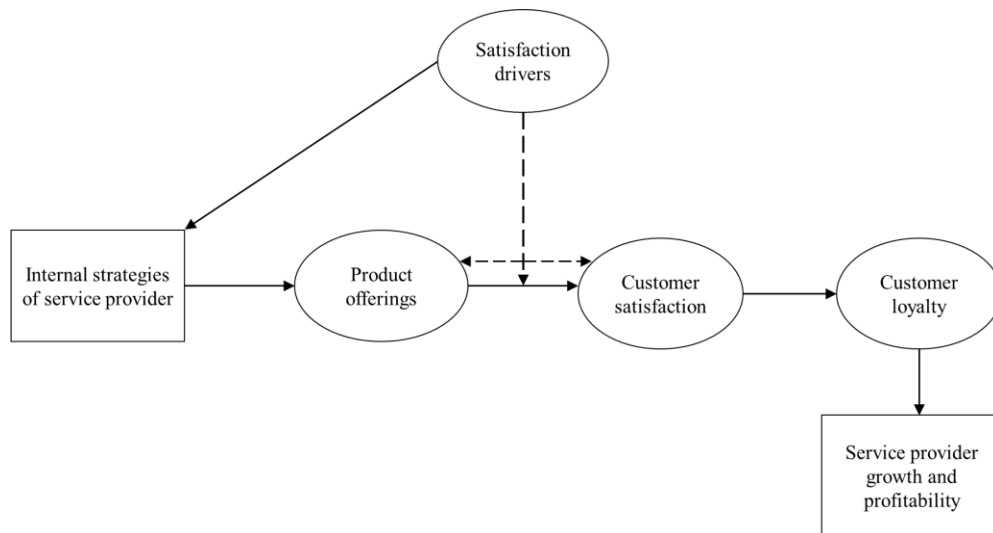 Satisfaction
drivers
Internal strategies
of service provider
Product
offerings
Customer
satisfaction
Customer
loyalty
Service provider
growth and
profitability